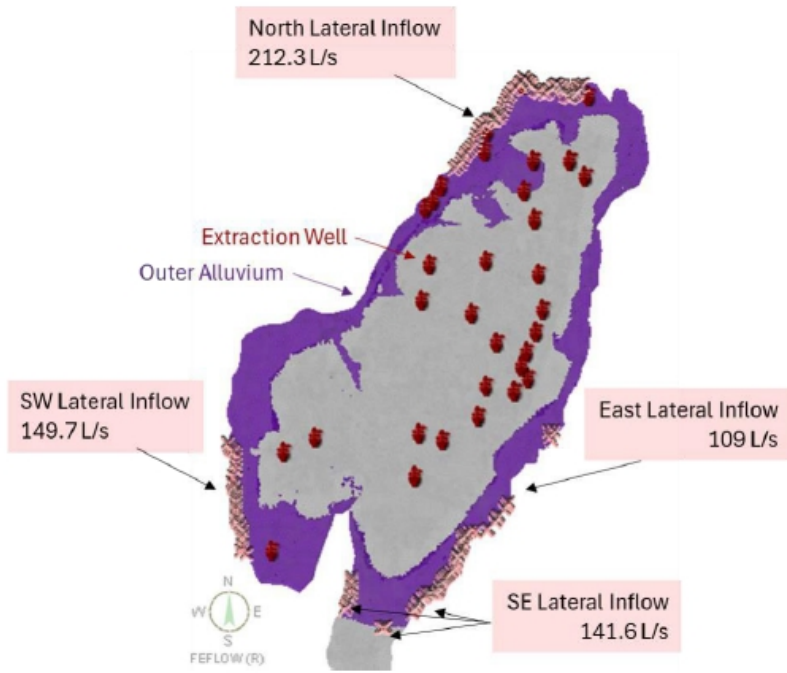 North Lateral Inflow
212.3 L/s
Extraction Well
Outer Alluvium
SW Lateral Inflow
149.7 L/s
East Lateral Inflow
109 L/s
SE Lateral Inflow
141.6 L/s
N
W E
S
FEFLOW (R)